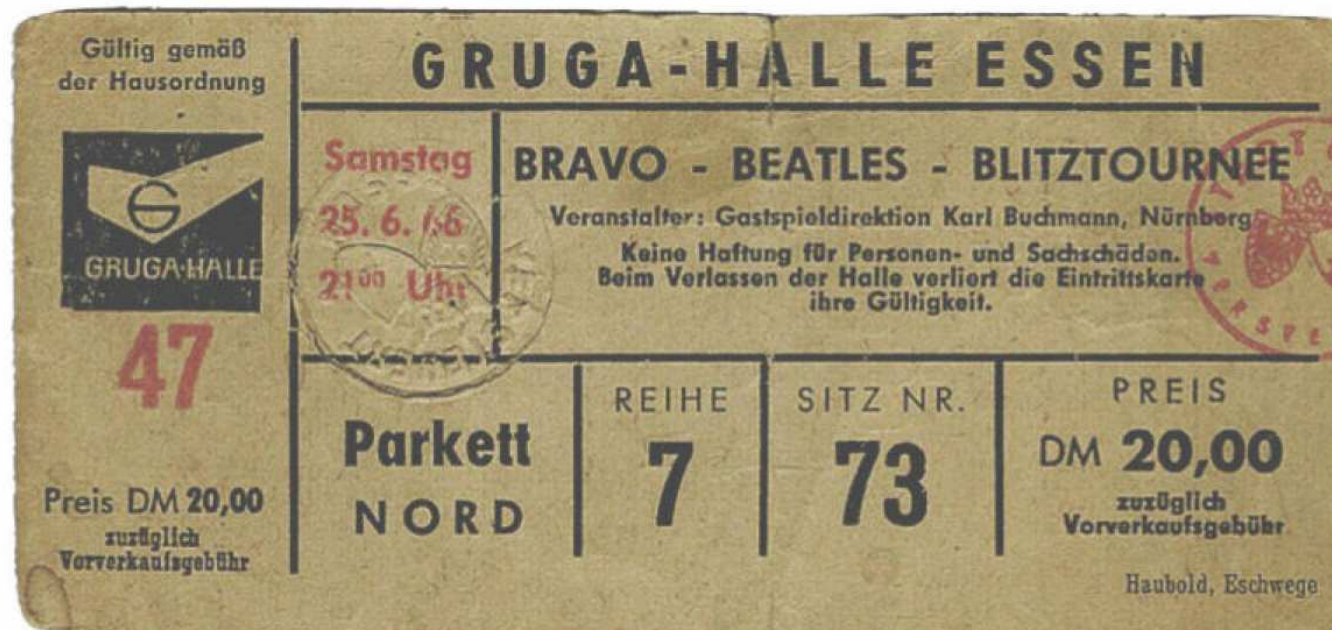 Gültig gemäß
der Hausordnung
GRUGA-HALLE
47
Preis DM 20,00
zuzüglich
Vorverkaufsgebühr
GRUGA-HALLE ESSEN
Samstag
25. 6. 66
21⁰⁰ Uhr
BRAVO - BEATLES - BLITZTOURNEE
Veranstalter: Gastspieldirektion Karl Buchmann, Nürnberg
Keine Haftung für Personen- und Sachschäden.
Beim Verlassen der Halle verliert die Eintrittskarte
ihre Gültigkeit.
Parkett
NORD
REIHE
7
SITZ NR.
73
PREIS
DM 20,00
zuzüglich
Vorverkaufsgebühr
Haubold, Eschwege